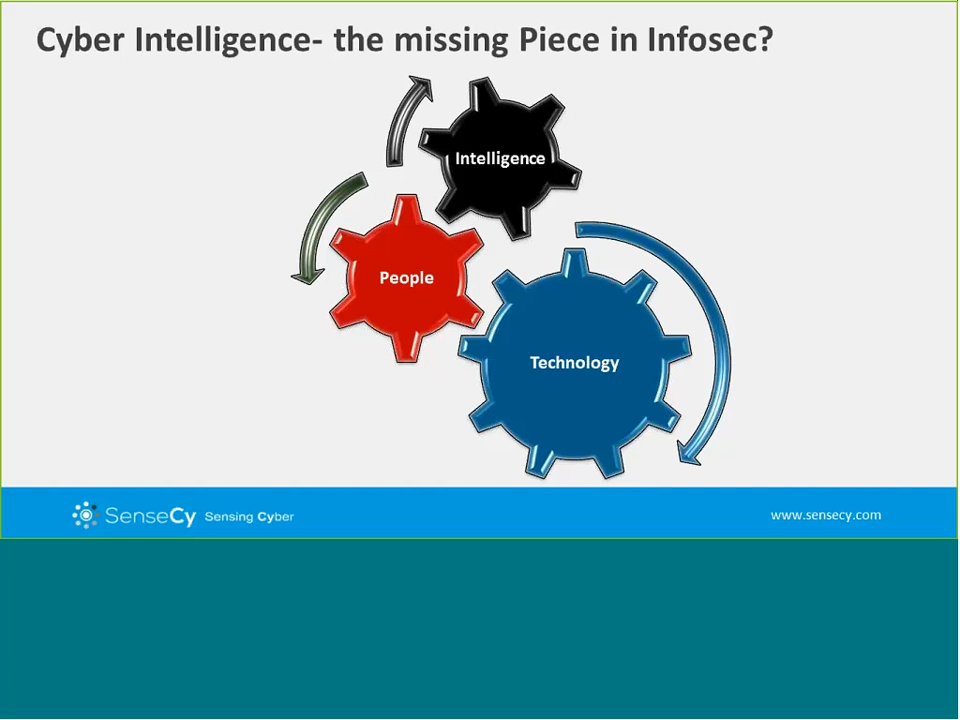 Cyber Intelligence- the missing Piece in Infosec?
Intelligence
People
Technology
SenseCy Sensing Cyber
www.sensecy.com